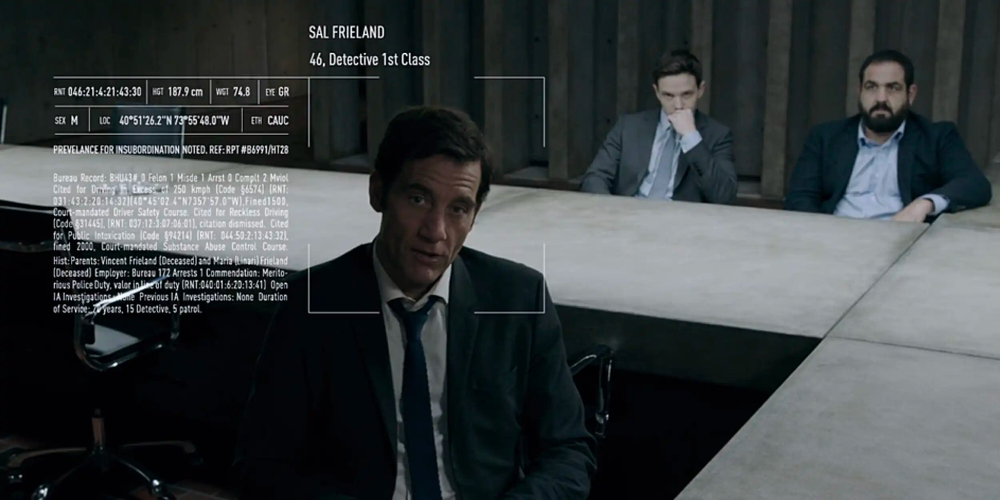 SAL FRIELAND
46, Detective 1st Class
RNT 046:21:4:21:43:30 HGT 187.9 cm WGT 74.8 EYE GR
SEX M LOC 40°51'26.2"N 73°55'48.0"W ETH CAUC
PREVELANCE FOR INSUBORDINATION NOTED. REF: RPT #B6991/HT28
Bureau Record: BHU43# 0 Felon 1 Misde 1 Arrst 0 Complt 2 Mviol
Cited for Driving in Excess of 250 kmph (Code §6574) (RNT:
031-43-2:20:14:32)(40°45'02.4"N7357'57.0"W),Fined1500,
Court-mandated Driver Safety Course. Cited for Reckless Driving
(Code §31445), (RNT: 037:12:3:07:06:01), citation dismissed. Cited
for Public Intoxication (Code §94214) (RNT: 044:50:2:13:43:32),
fined 2000, Court-mandated Substance Abuse Control Course.
Hist: Parents: Vincent Frieland (Deceased) and Maria (Linari) Frieland
(Deceased) Employer: Bureau 172 Arrests 1 Commendation: Merito-
rious Police Duty, valor in line of duty (RNT:040:01:6:20:13:41) Open
IA Investigations: None Previous IA Investigations: None Duration
of Service: 20 years, 15 Detective, 5 patrol.